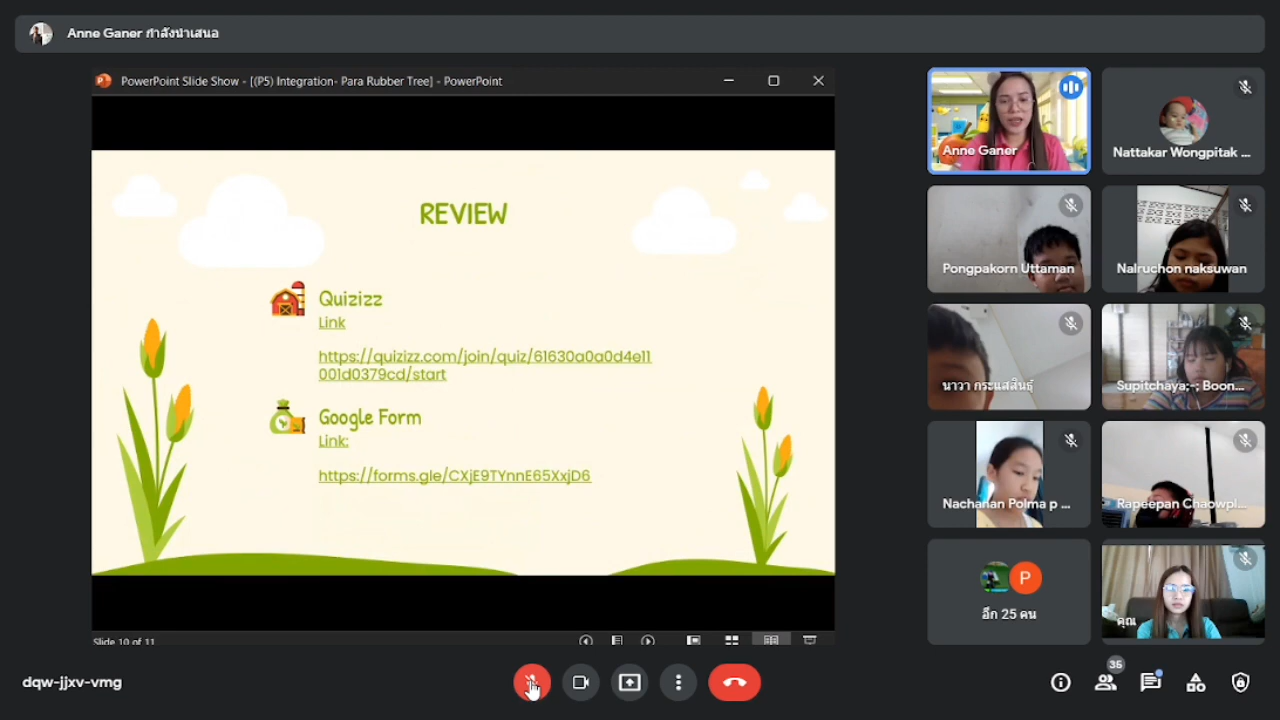 Anne Ganer กำลังนำเสนอ
PowerPoint Slide Show - [(P5) Integration- Para Rubber Tree] - PowerPoint
REVIEW
Quizizz
Link
https://quizizz.com/join/quiz/61630a0a0d4e11
001d0379cd/start
Google Form
Link:
https://forms.gle/CXjE9TYnnE65XxjD6
Slide 10 of 11
Anne Ganer
Nattakar Wongpitak ...
Pongpakorn Uttaman
Nalruchon naksuwan
นาวา กระแสสินธุ์
Supitchaya;-; Boon...
Nachanan Polma p ...
Rapeepan Chaowpl...
P
อีก 25 คน
คุณ
dqw-jjxv-vmg
35